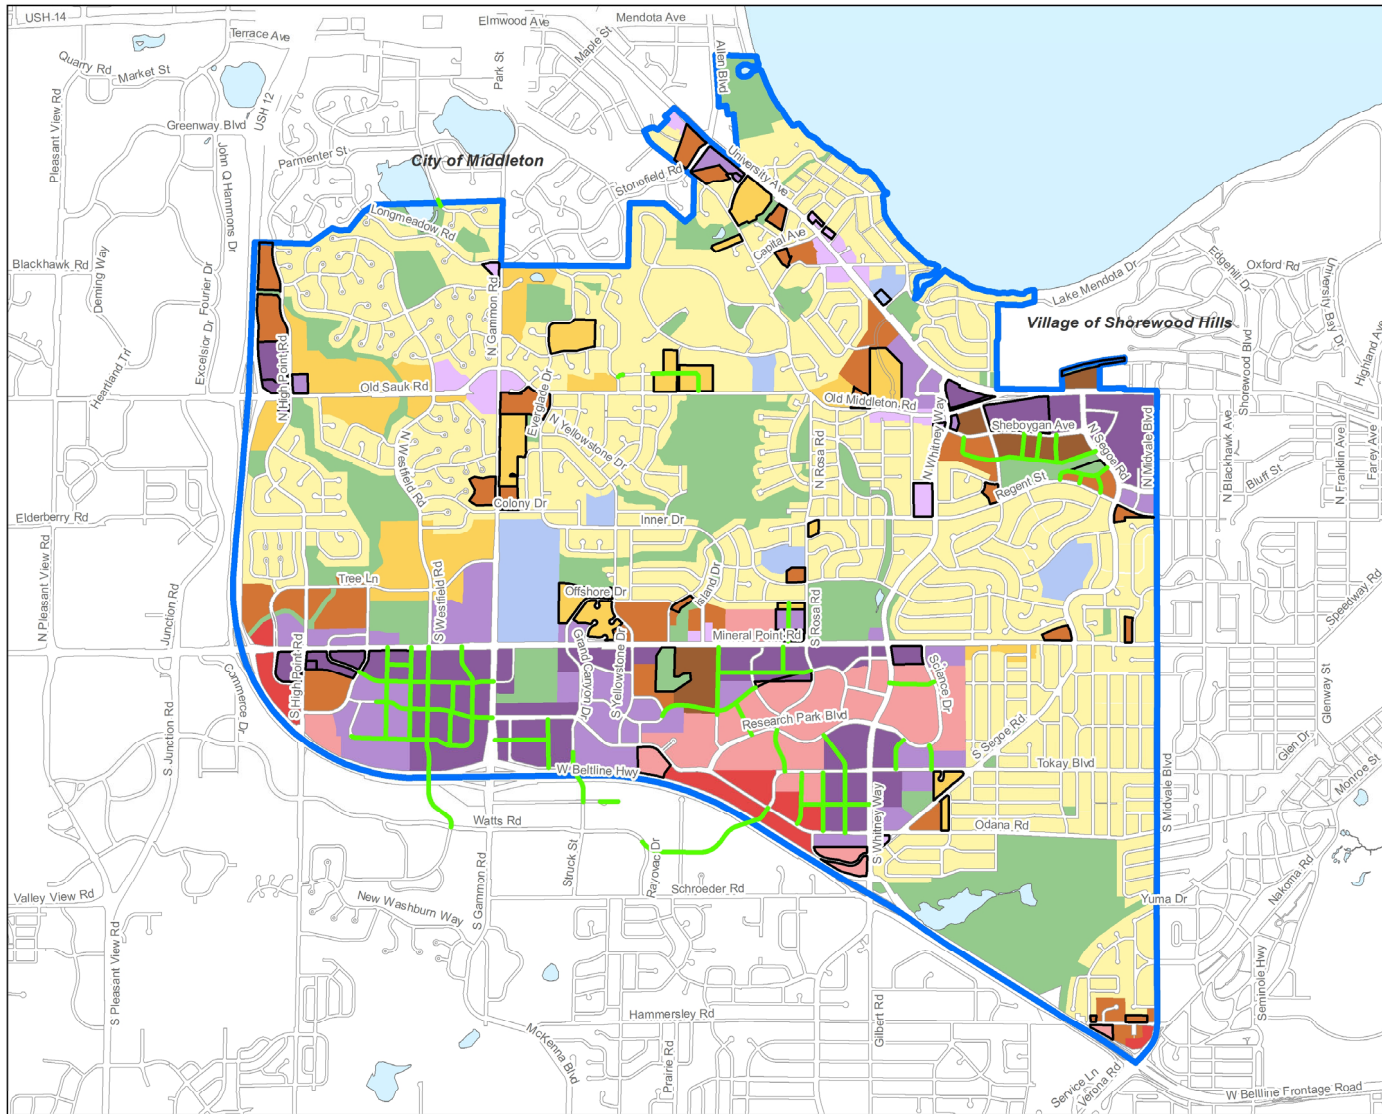 USH 14
Elmwood Ave
Mendota Ave
Terrace Ave
Maple St
Allen Blvd
Quarry Rd
Market St
Park St
Pleasant View Rd
USH 12
Greenway Blvd
John Q Hammons Dr
Parmenter St
City of Middleton
Stonefield Rd
University Ave
Longmeadow Rd
Capital Ave
Blackhawk Rd
Deming Way
Fourier Dr
Excelsior Dr
Heartland Trl
N High Point Rd
N Gammon Rd
Old Sauk Rd
Everglade Dr
N Yellowstone Dr
N Westfield Rd
Colony Dr
Inner Dr
Elderberry Rd
Old Middleton Rd
N Rosa Rd
N Whitney Way
Sheboygan Ave
N Segoe Rd
Regent St
N Midvale Blvd
Lake Mendota Dr
Edgehill Dr
Oxford Rd
University Bay Dr
Highland Ave
Village of Shorewood Hills
Shorewood Blvd
N Blackhawk Ave
Bluff St
N Franklin Ave
Farley Ave
Speedway Rd
N Pleasant View Rd
Junction Rd
Tree Ln
S Westfield Rd
Offshore Dr
Island Dr
Mineral Point Rd
S Rosa Rd
S High Point Rd
Commerce Dr
Grand Canyon Dr
S Yellowstone Dr
Science Dr
Research Park Blvd
S Segoe Rd
Glenway St
Glen Dr
Monroe St
S Junction Rd
W Beltline Hwy
Tokay Blvd
S Midvale Blvd
Watts Rd
Struck St
Rayovac Dr
S Whitney Way
Odana Rd
Schroeder Rd
Valley View Rd
New Washburn Way
S Gammon Rd
Yuma Dr
Nakoma Rd
Seminole Hwy
S Pleasant View Rd
McKenna Blvd
Hammersley Rd
Prairie Rd
Gilbert Rd
Service Ln
Verona Rd
W Beltline Frontage Road